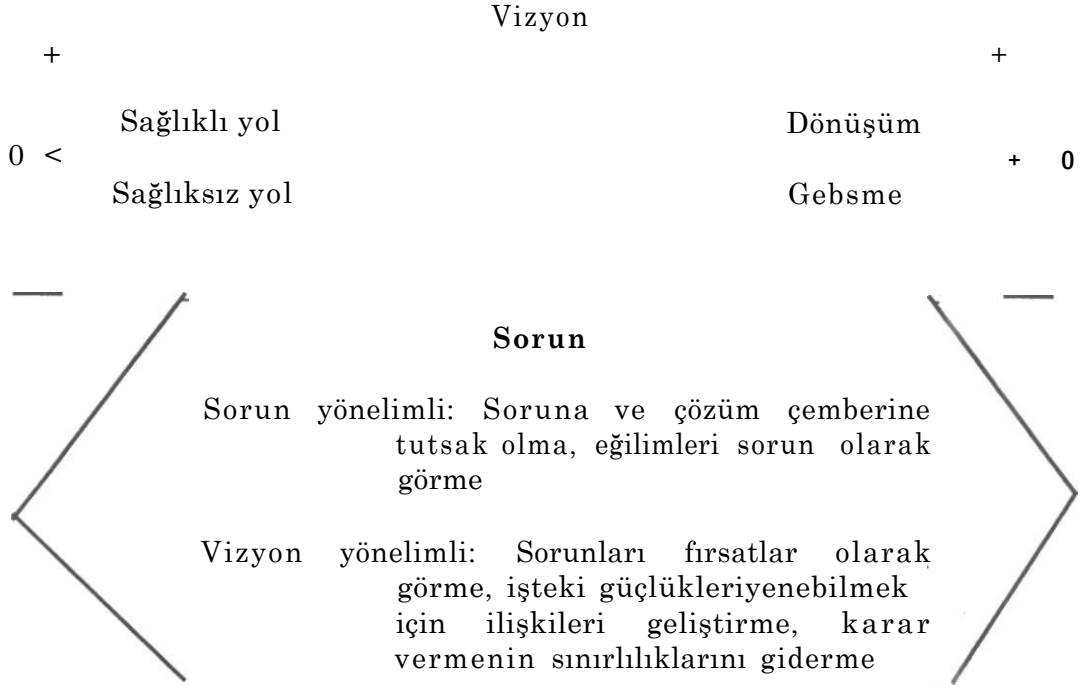 Vizyon
+ +
Sağlıklı yol Dönüşüm
0 < + 0
Sağlıksız yol Gebsme
— —
Sorun
Sorun yönelimli: Soruna ve çözüm çemberine
tutsak olma, eğilimleri sorun olarak
görme
Vizyon yönelimli: Sorunları fırsatlar olarak
görme, işteki güçlükleriyenebilmek
için ilişkileri geliştirme, karar
vermenin sınırlılıklarını giderme